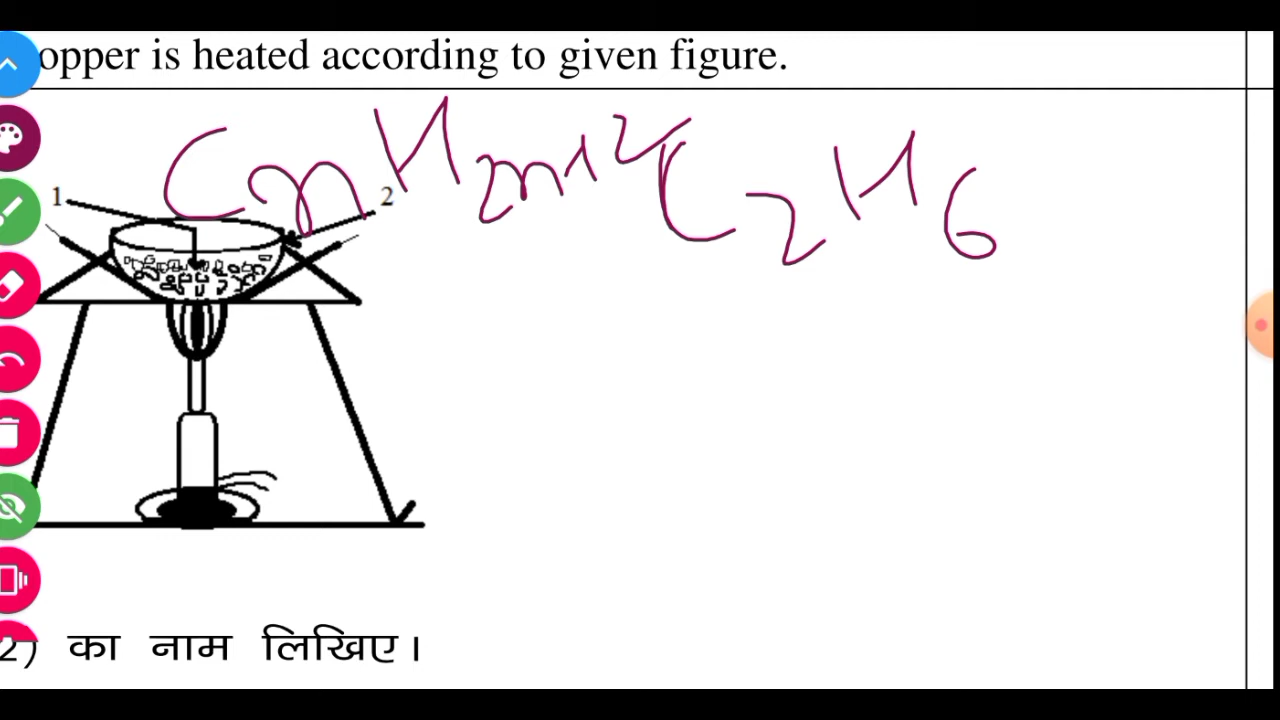 opper is heated according to given figure.
CnH2n+2 C2H6
1 2
2) का नाम लिखिए।